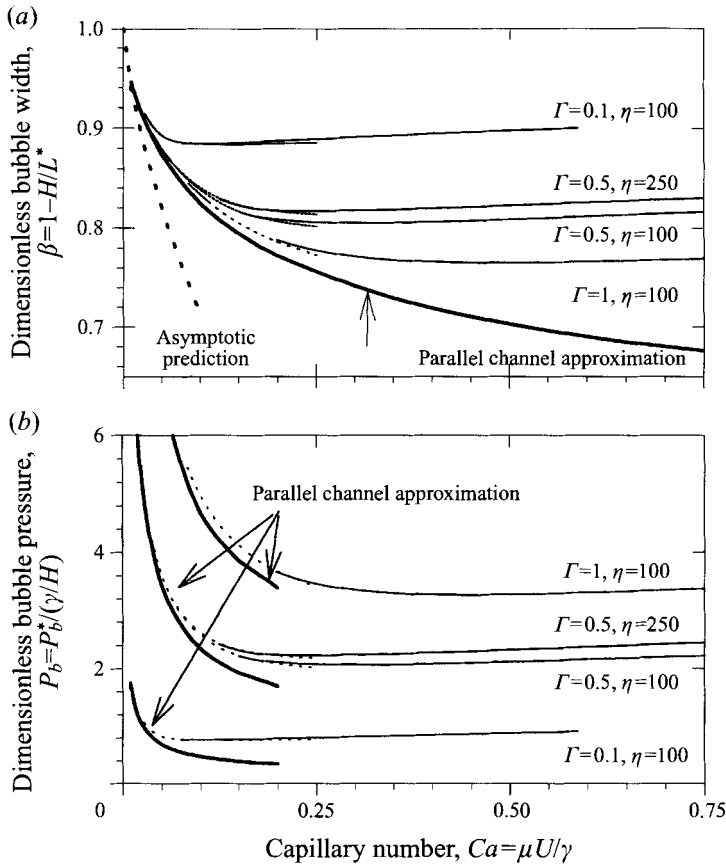 (a)
1.0
0.9
0.8
0.7
Dimensionless bubble width,
β=1–H/L*
Γ=0.1, η=100
Γ=0.5, η=250
Γ=0.5, η=100
Γ=1, η=100
Asymptotic
prediction
Parallel channel approximation
(b)
6
4
2
0
Dimensionless bubble pressure,
P_b=P_b*/(γ/H)
Parallel channel approximation
Γ=1, η=100
Γ=0.5, η=250
Γ=0.5, η=100
Γ=0.1, η=100
0.25
0.50
0.75
Capillary number, Ca=μU/γ